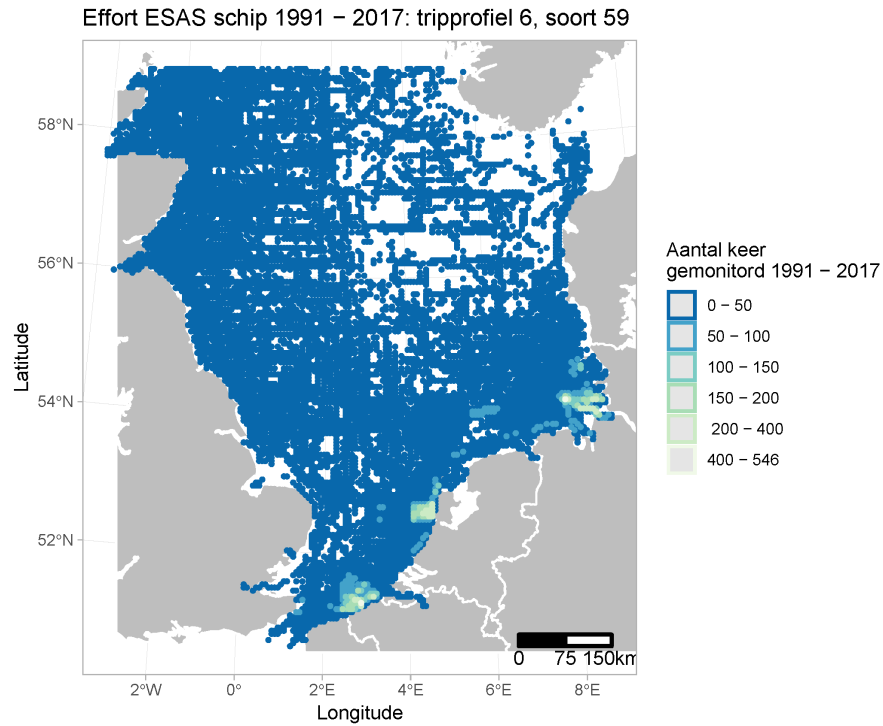 Effort ESAS schip 1991 − 2017: tripprofiel 6, soort 59
58°N
56°N
54°N
52°N
Latitude
2°W
0°
2°E
4°E
6°E
8°E
Longitude
0
75
150km
Aantal keer
gemonitord 1991 − 2017
0 − 50
50 − 100
100 − 150
150 − 200
200 − 400
400 − 546